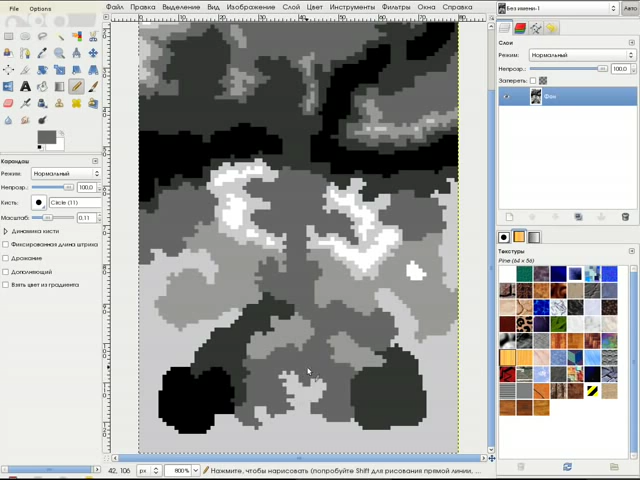 Файл Правка Выделение Вид Изображение Слой Цвет Инструменты Фильтры Окна Справка
File Options
Без имени-1 Авто
Слои
Режим: Нормальный
Непрозр.: 100,0
Запереть:
Фон
Карандаш
Режим: Нормальный
Непрозр.: 100,0
Кисть: Circle (11)
Масштаб: 0,11
Динамика кисти
Фиксированная длина штриха
Дрожание
Дополняющий
Взять цвет из градиента
Текстуры
Pine (64 × 56)
42, 106 px 800% Нажмите, чтобы нарисовать (попробуйте Shift для рисования прямой линии, ...